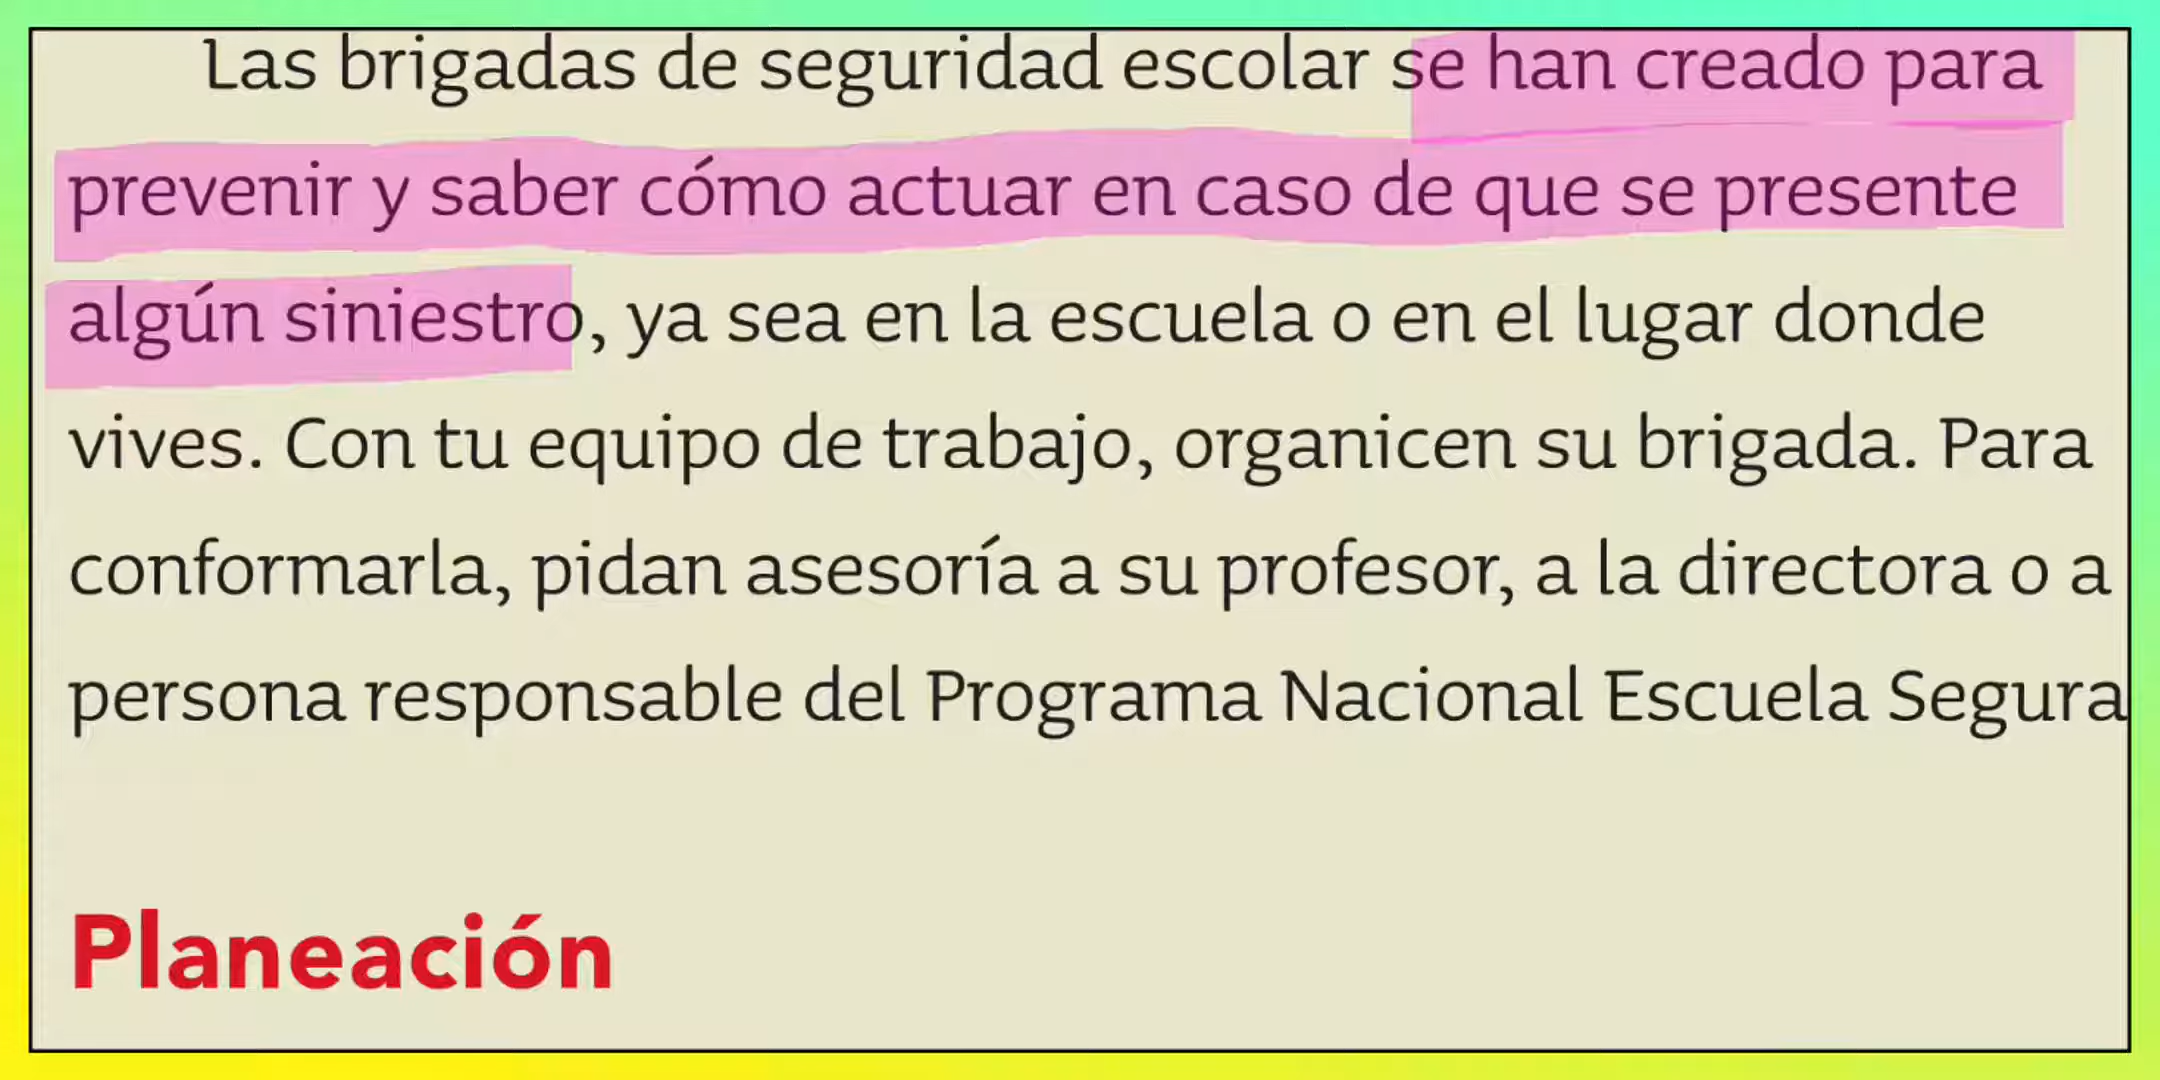 Las brigadas de seguridad escolar se han creado para
prevenir y saber cómo actuar en caso de que se presente
algún siniestro, ya sea en la escuela o en el lugar donde
vives. Con tu equipo de trabajo, organicen su brigada. Para
conformarla, pidan asesoría a su profesor, a la directora o a
persona responsable del Programa Nacional Escuela Segura
Planeación